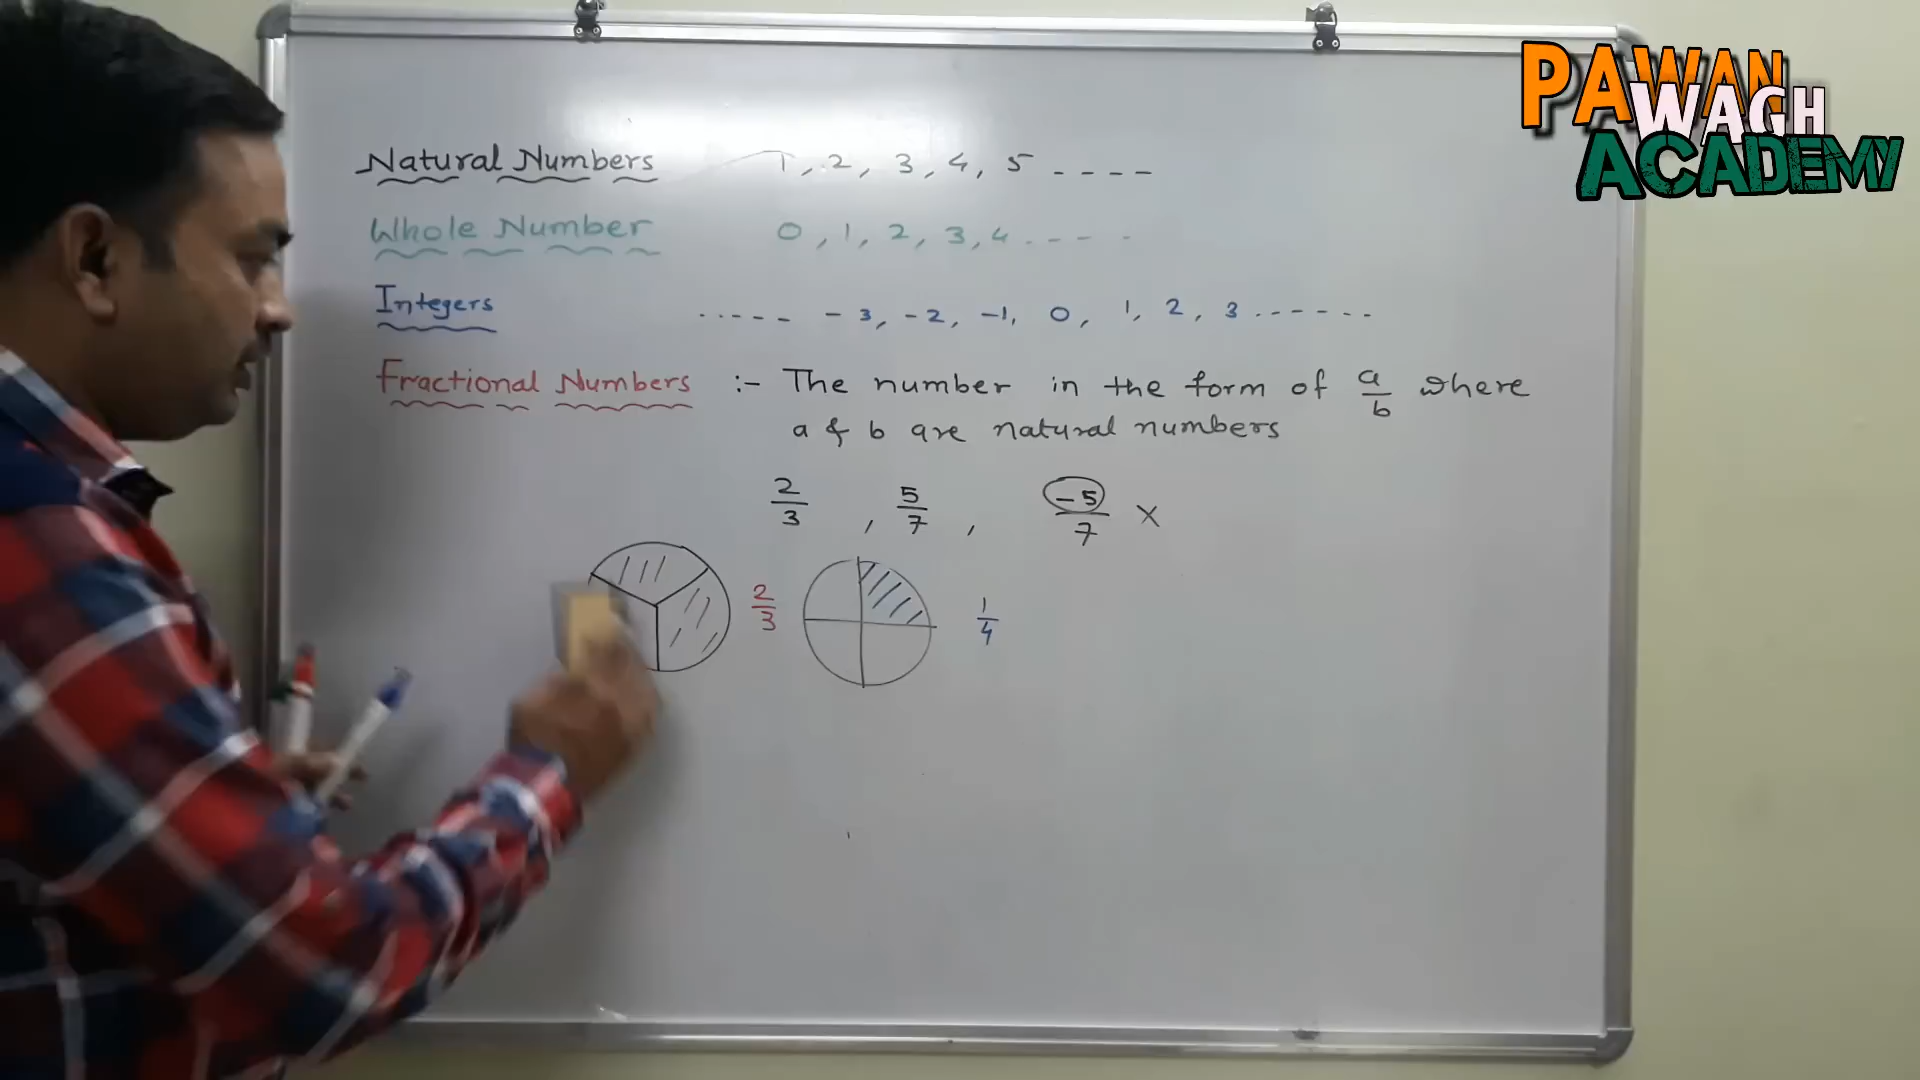 PAWAN
WAGH
ACADEMY
Natural Numbers 1, 2, 3, 4, 5 - - - -
Whole Number 0, 1, 2, 3, 4 - - - -
Integers - - - - - -3, -2, -1, 0, 1, 2, 3 - - - - - -
Fractional Numbers :- The number in the form of a/b where
a & b are natural numbers
2/3 , 5/7 , -5/7 ×
2/3 1/4